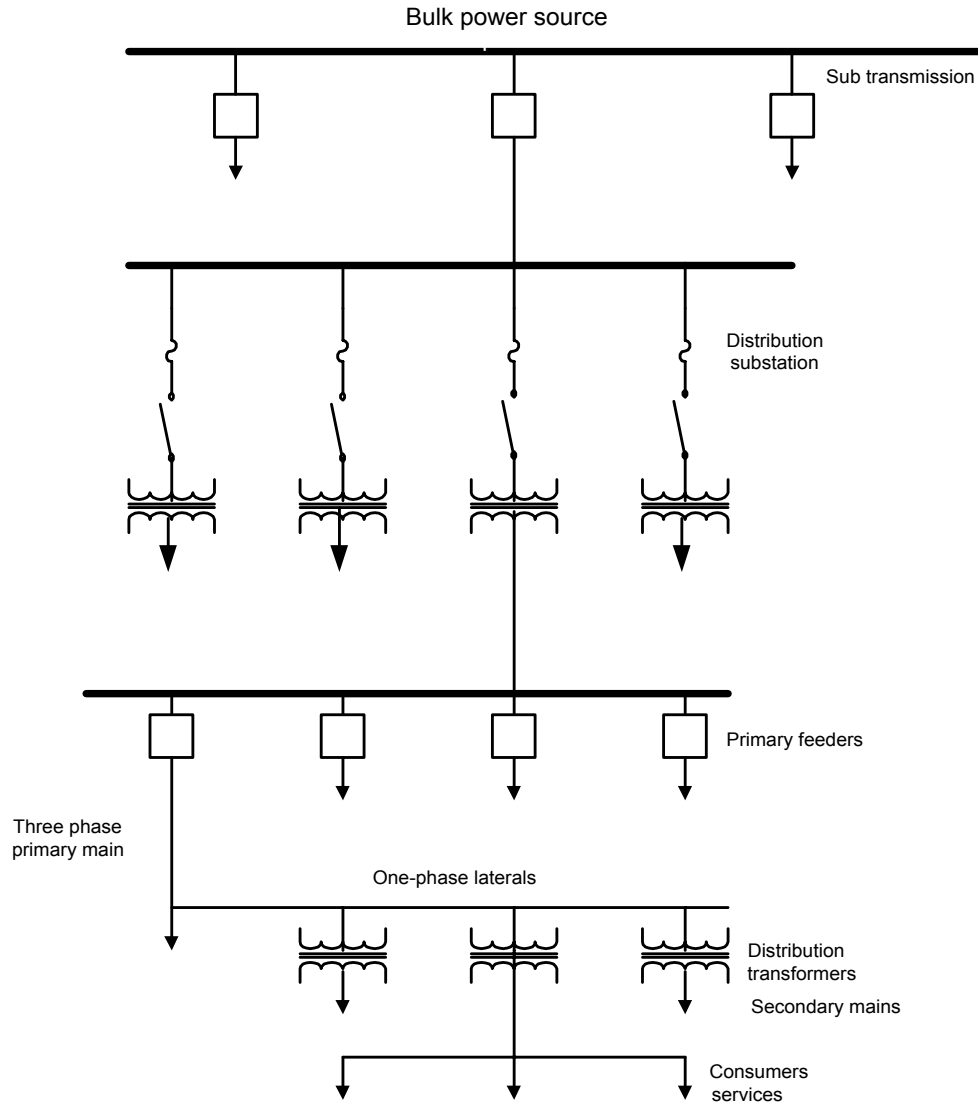 Bulk power source
Sub transmission
Distribution
substation
Primary feeders
Three phase
primary main
One-phase laterals
Distribution
transformers
Secondary mains
Consumers
services